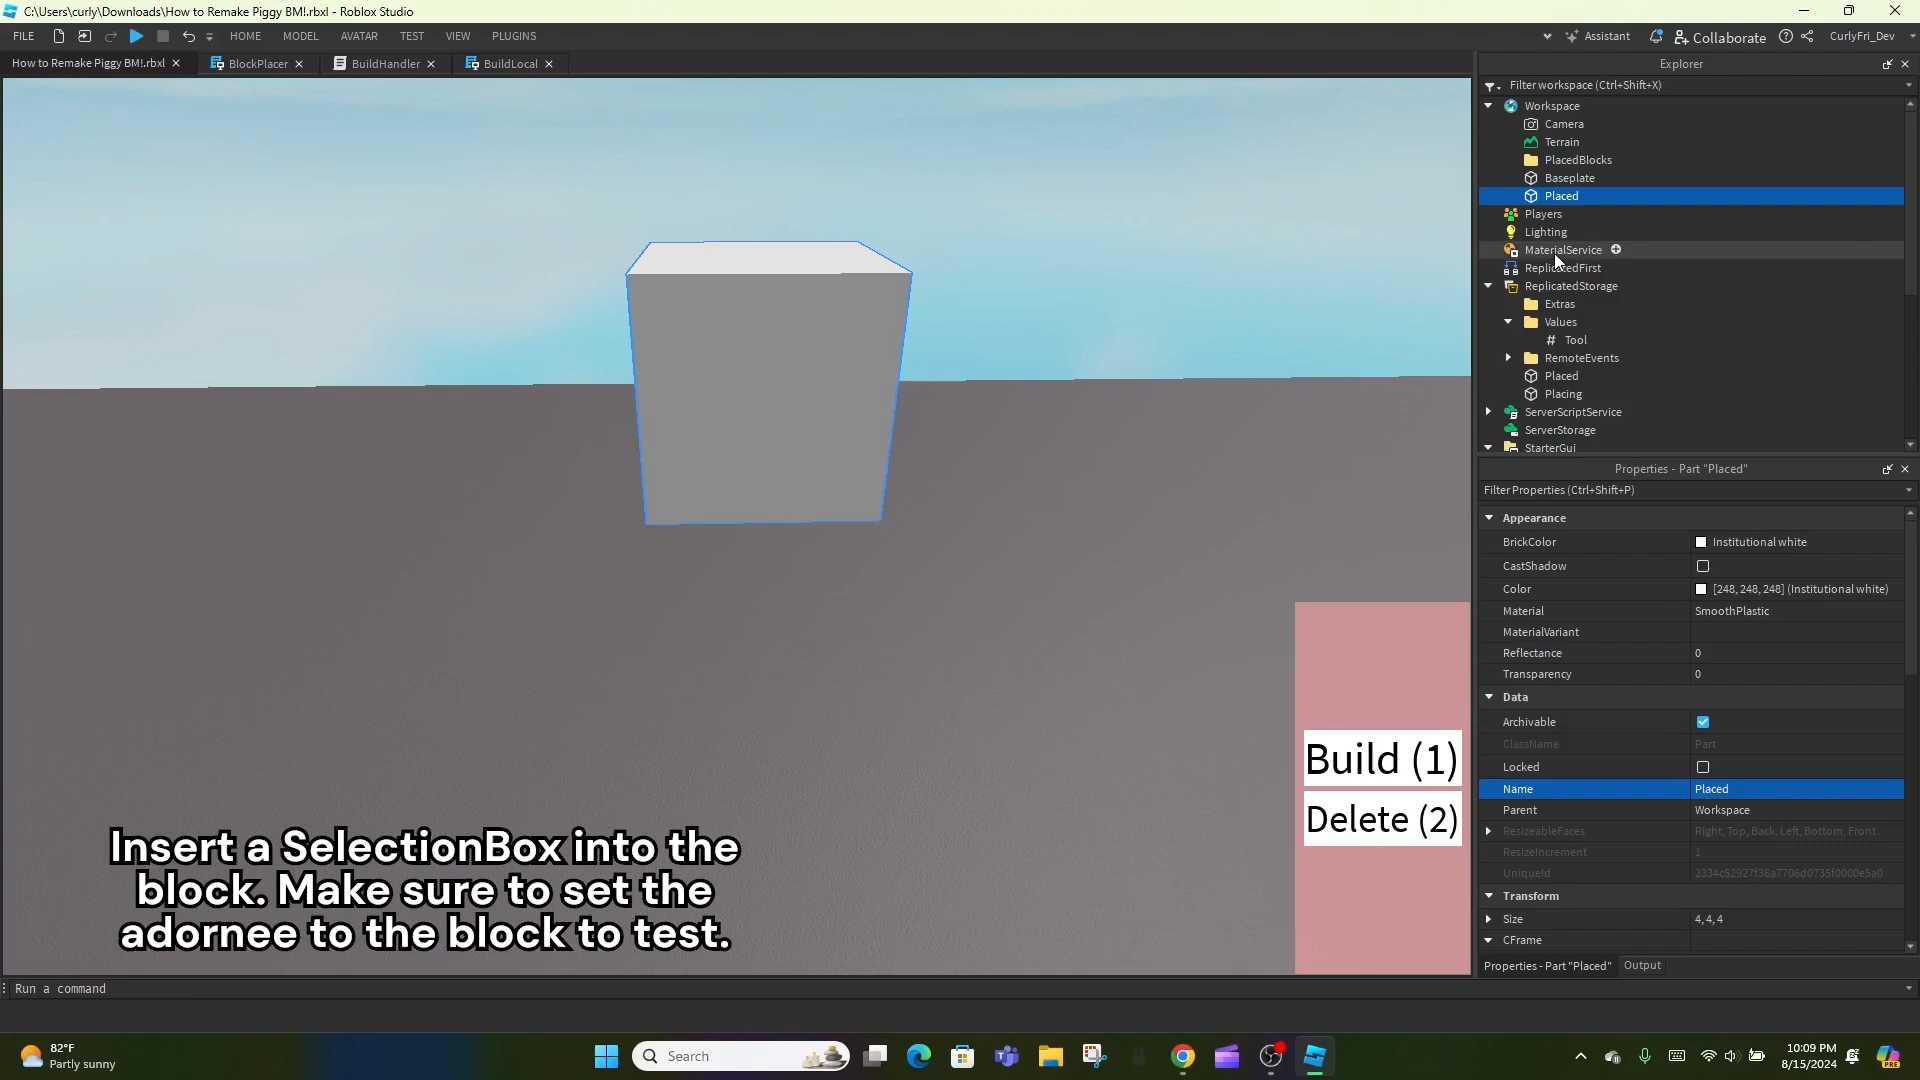 C:\Users\curly\Downloads\How to Remake Piggy BM!.rbxl - Roblox Studio
FILE HOME MODEL AVATAR TEST VIEW PLUGINS Assistant Collaborate CurlyFri_Dev
How to Remake Piggy BM!.rbxl BlockPlacer BuildHandler BuildLocal
Explorer
Filter workspace (Ctrl+Shift+X)
Workspace
Camera
Terrain
PlacedBlocks
Baseplate
Placed
Players
Lighting
MaterialService
ReplicatedFirst
ReplicatedStorage
Extras
Values
# Tool
RemoteEvents
Placed
Placing
ServerScriptService
ServerStorage
StarterGui
Properties - Part "Placed"
Filter Properties (Ctrl+Shift+P)
Appearance
BrickColor Institutional white
CastShadow
Color [248, 248, 248] (Institutional white)
Material SmoothPlastic
MaterialVariant
Reflectance 0
Transparency 0
Data
Archivable
ClassName Part
Locked
Name Placed
Parent Workspace
ResizeableFaces Right, Top, Back, Left, Bottom, Front
ResizeIncrement 1
UniqueId 2334c52927f36a7706d0735f0000e5a0
Transform
Size 4, 4, 4
CFrame
Properties - Part "Placed" Output
Build (1)
Delete (2)
Insert a SelectionBox into the
block. Make sure to set the
adornee to the block to test.
Run a command
82°F
Partly sunny
Search
10:09 PM
8/15/2024
PRE